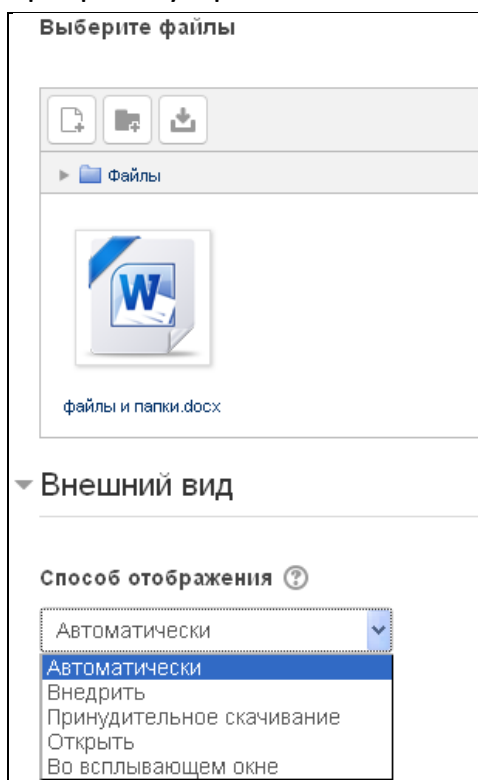 Выберите файлы
Файлы
W
файлы и папки.docx
Внешний вид
Способ отображения ?
Автоматически
Автоматически
Внедрить
Принудительное скачивание
Открыть
Во всплывающем окне